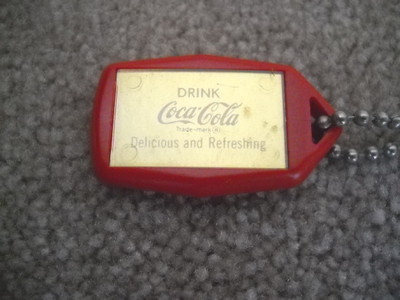 DRINK
Coca-Cola
Trade-mark ®
Delicious and Refreshing